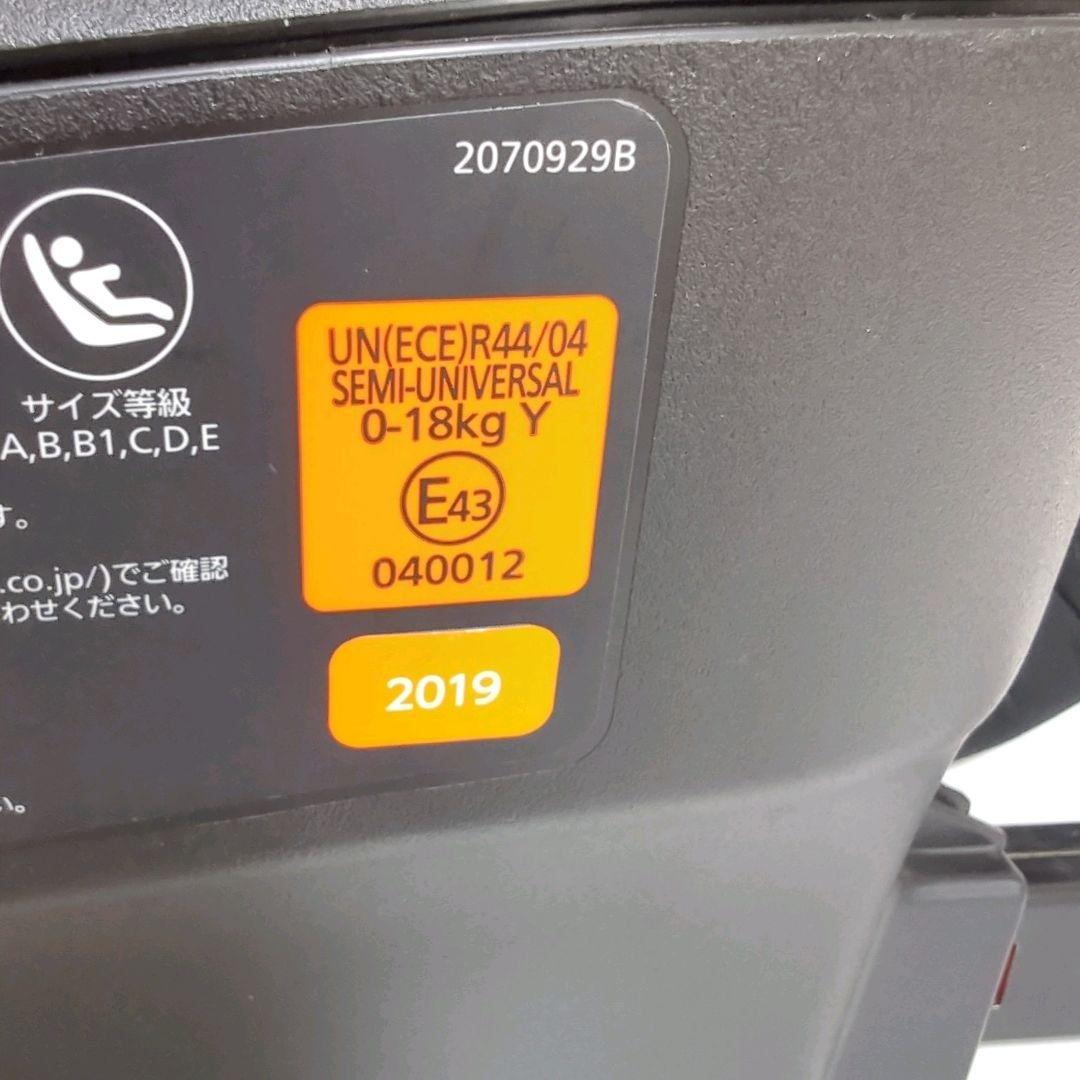 2070929B
サイズ等級
A,B,B1,C,D,E
UN(ECE)R44/04
SEMI-UNIVERSAL
0-18kg Y
E43
040012
す。
.co.jp/)でご確認
わせください。
2019
い。